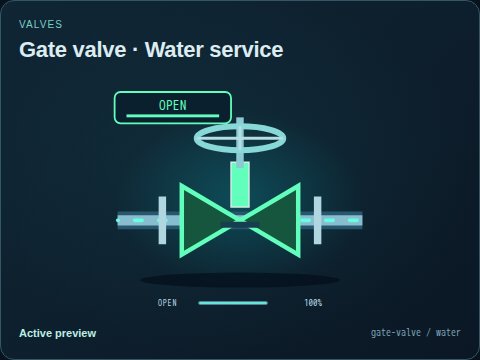 VALVES
Gate valve · Water service
OPEN
OPEN 100%
Active preview
gate-valve / water